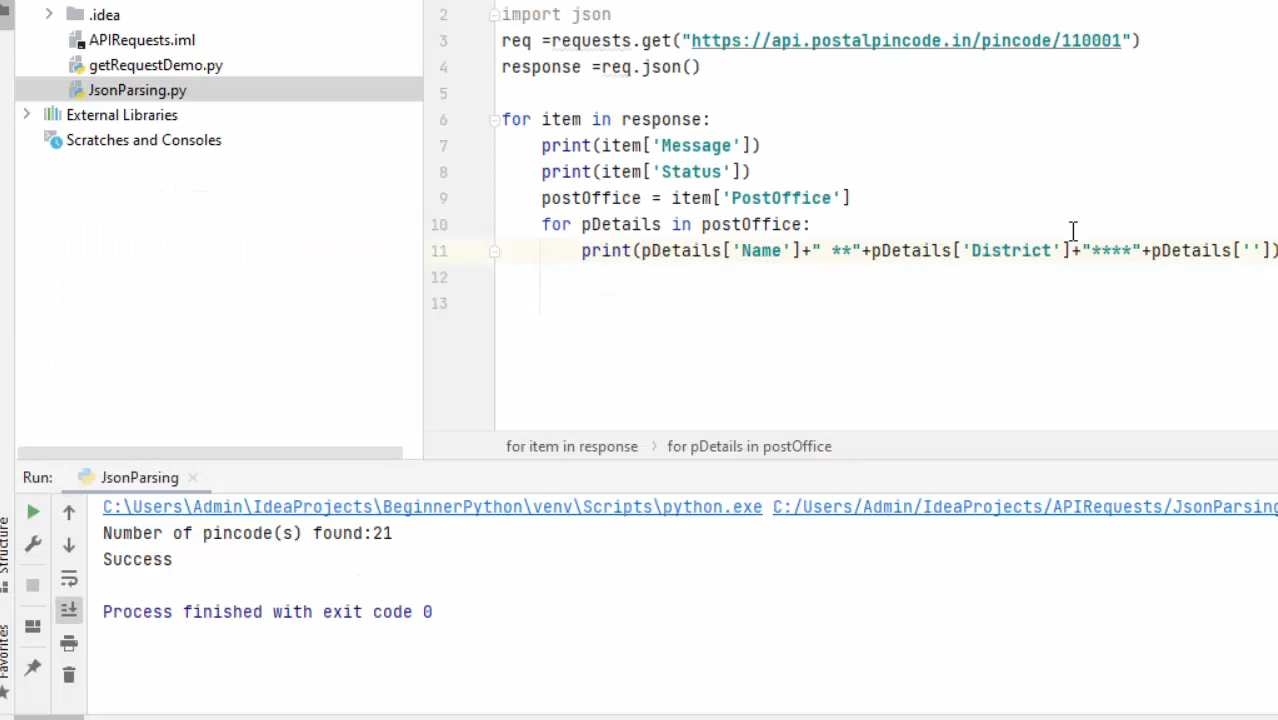 .idea
APIRequests.iml
getRequestDemo.py
JsonParsing.py
External Libraries
Scratches and Consoles
2 import json
3 req =requests.get("https://api.postalpincode.in/pincode/110001")
4 response =req.json()
5
6 for item in response:
7 print(item['Message'])
8 print(item['Status'])
9 postOffice = item['PostOffice']
10 for pDetails in postOffice:
11 print(pDetails['Name']+" **"+pDetails['District']+"****"+pDetails[''])
12
13
for item in response > for pDetails in postOffice
Run: JsonParsing
C:\Users\Admin\IdeaProjects\BeginnerPython\venv\Scripts\python.exe C:/Users/Admin/IdeaProjects/APIRequests/JsonParsing
Number of pincode(s) found:21
Success
Process finished with exit code 0
Structure
Favorites